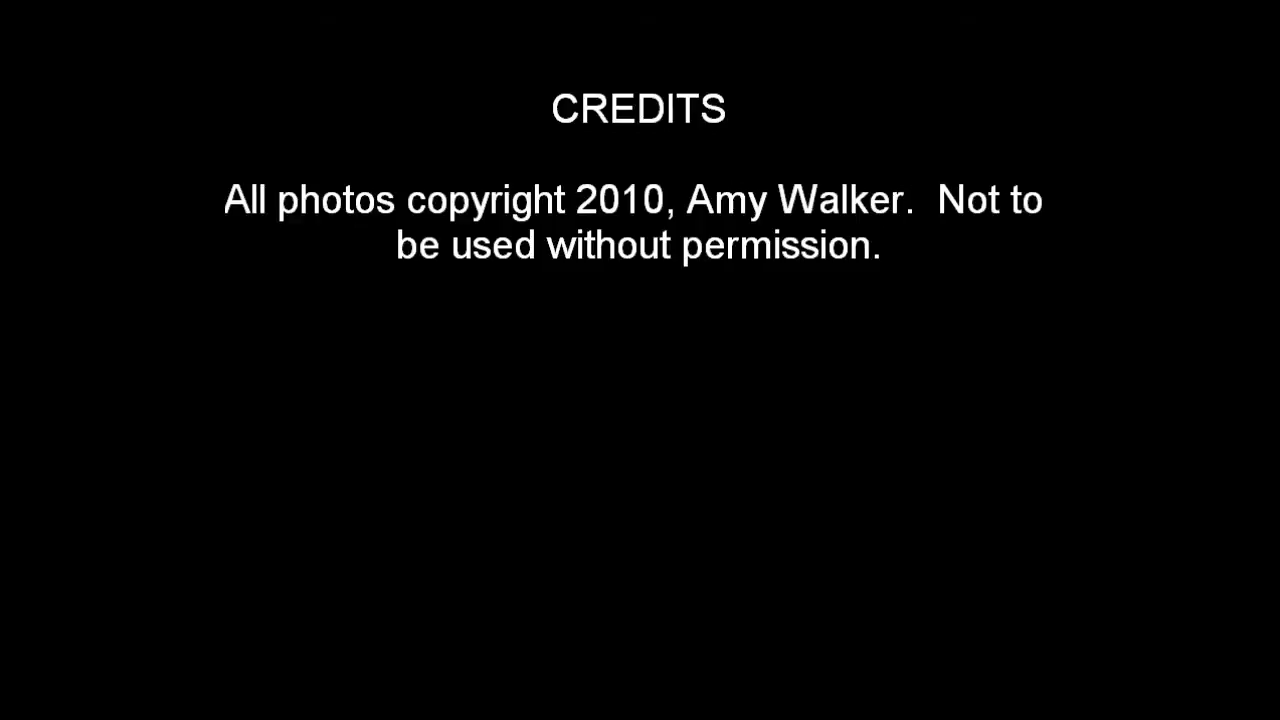 CREDITS
All photos copyright 2010, Amy Walker.  Not to
be used without permission.